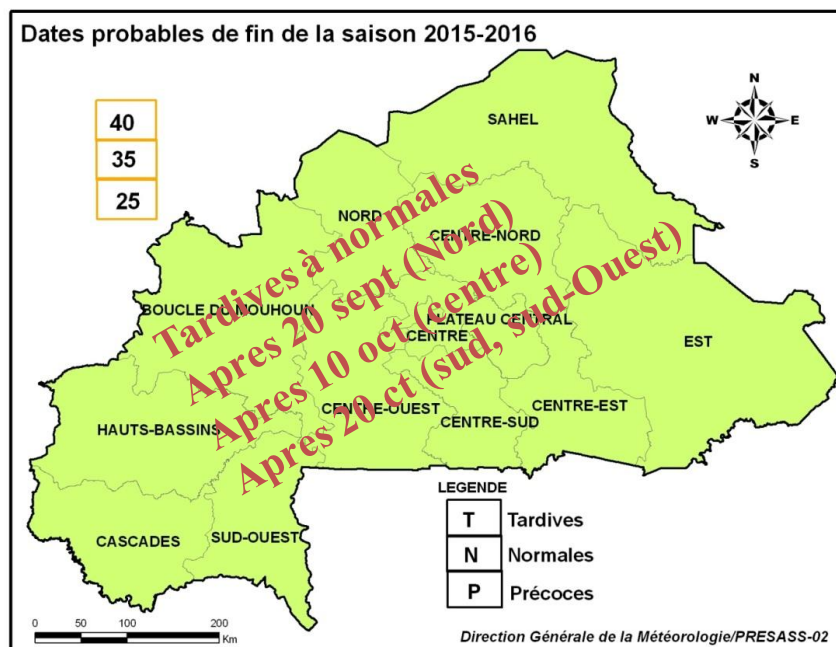 Dates probables de fin de la saison 2015-2016
40
35
25
N
W
E
S
SAHEL
NORD
CENTRE-NORD
BOUCLE DU MOUHOUN
PLATEAU CENTRAL
CENTRE
EST
HAUTS-BASSINS
CENTRE-OUEST
CENTRE-SUD
CENTRE-EST
CASCADES
SUD-OUEST
Tardives à normales
Apres 20 sept (Nord)
Apres 10 oct (centre)
Apres 20 ct (sud, sud-Ouest)
LEGENDE
T Tardives
N Normales
P Précoces
0 50 100 200
Km
Direction Générale de la Météorologie/PRESASS-02